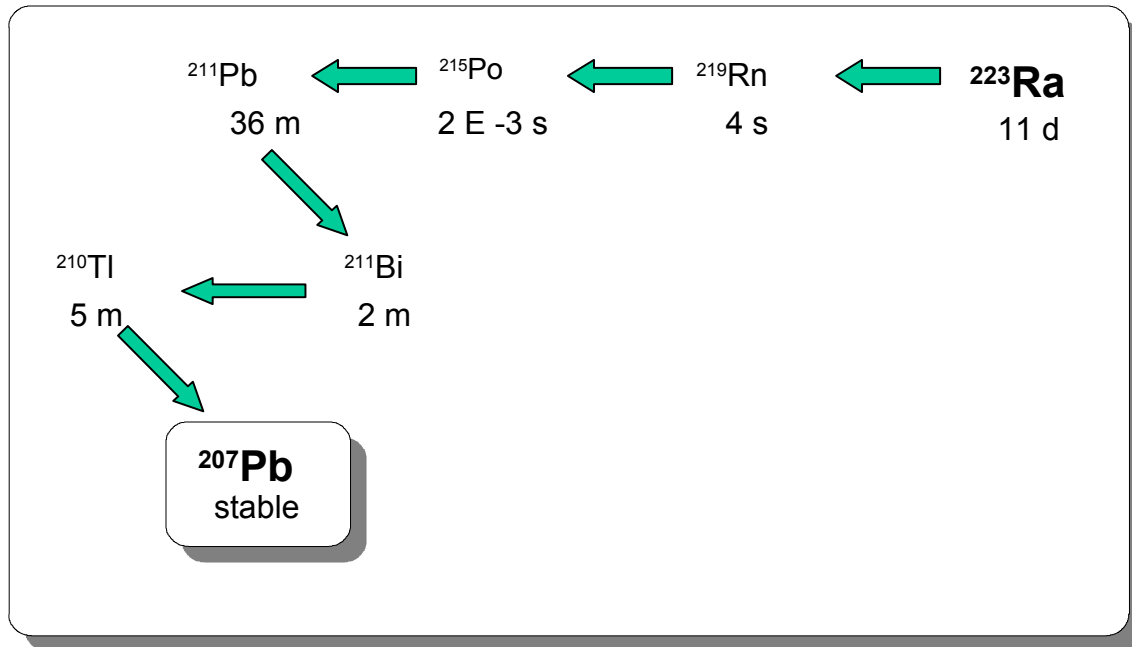 ²¹¹Pb ²¹⁵Po ²¹⁹Rn ²²³Ra
36 m 2 E -3 s 4 s 11 d
²¹⁰Tl ²¹¹Bi
5 m 2 m
²⁰⁷Pb
stable